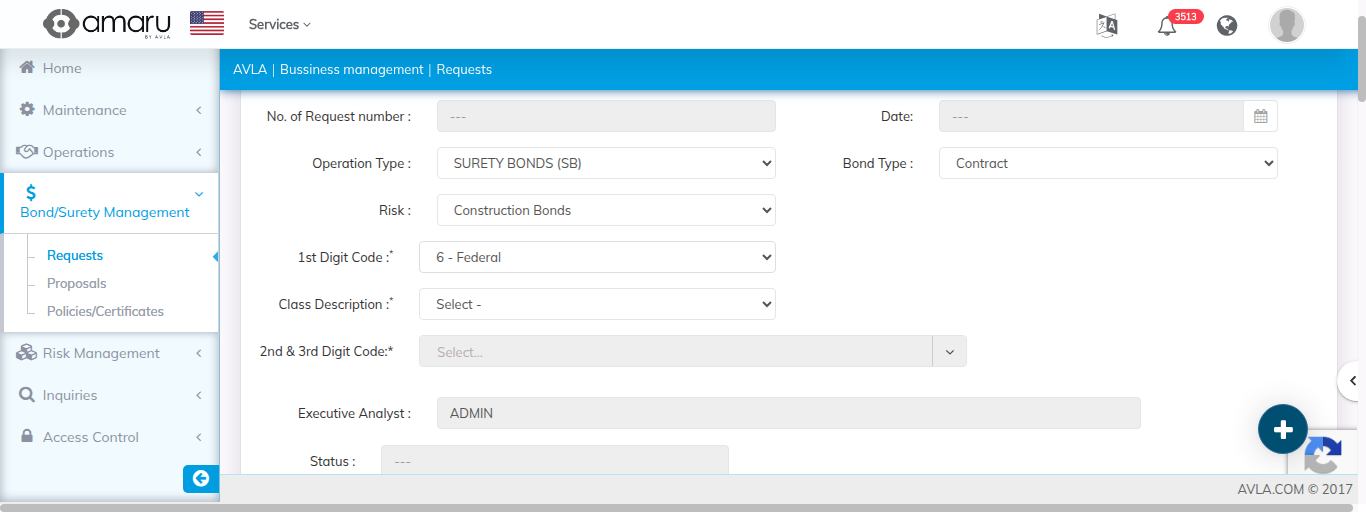 amaru
BY AVLA
Services
3513
Home
Maintenance
Operations
Bond/Surety Management
Requests
Proposals
Policies/Certificates
Risk Management
Inquiries
Access Control
AVLA | Bussiness management | Requests
No. of Request number : ---
Date: ---
Operation Type : SURETY BONDS (SB)
Bond Type : Contract
Risk : Construction Bonds
1st Digit Code :* 6 - Federal
Class Description :* Select -
2nd & 3rd Digit Code:* Select...
Executive Analyst : ADMIN
Status : ---
AVLA.COM © 2017